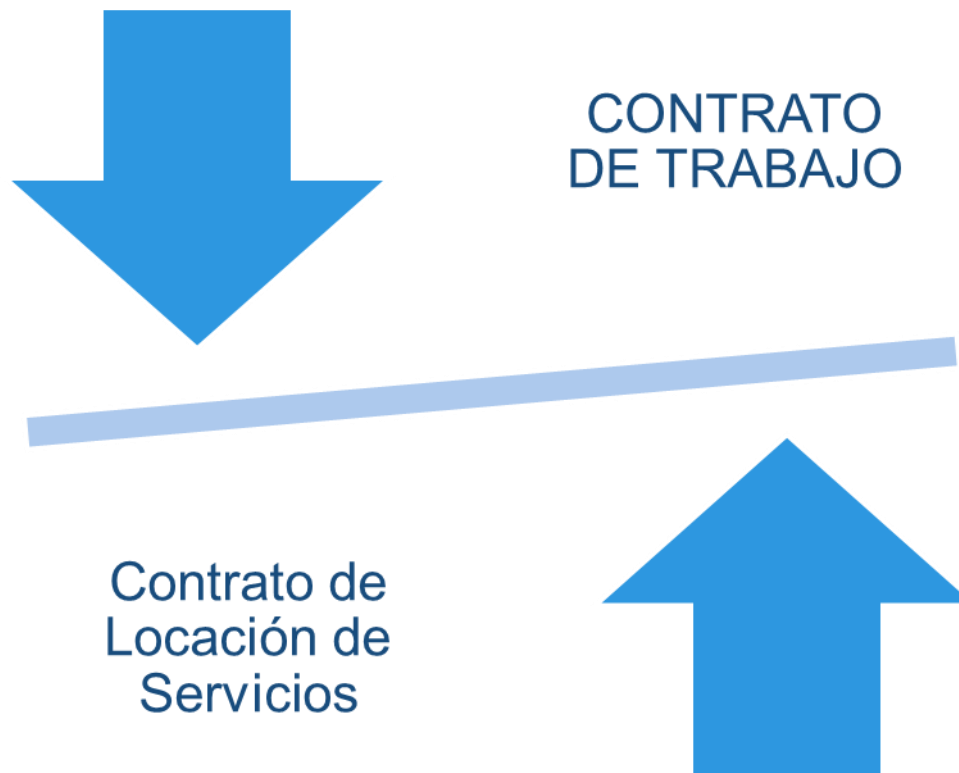 CONTRATO
DE TRABAJO
Contrato de
Locación de
Servicios